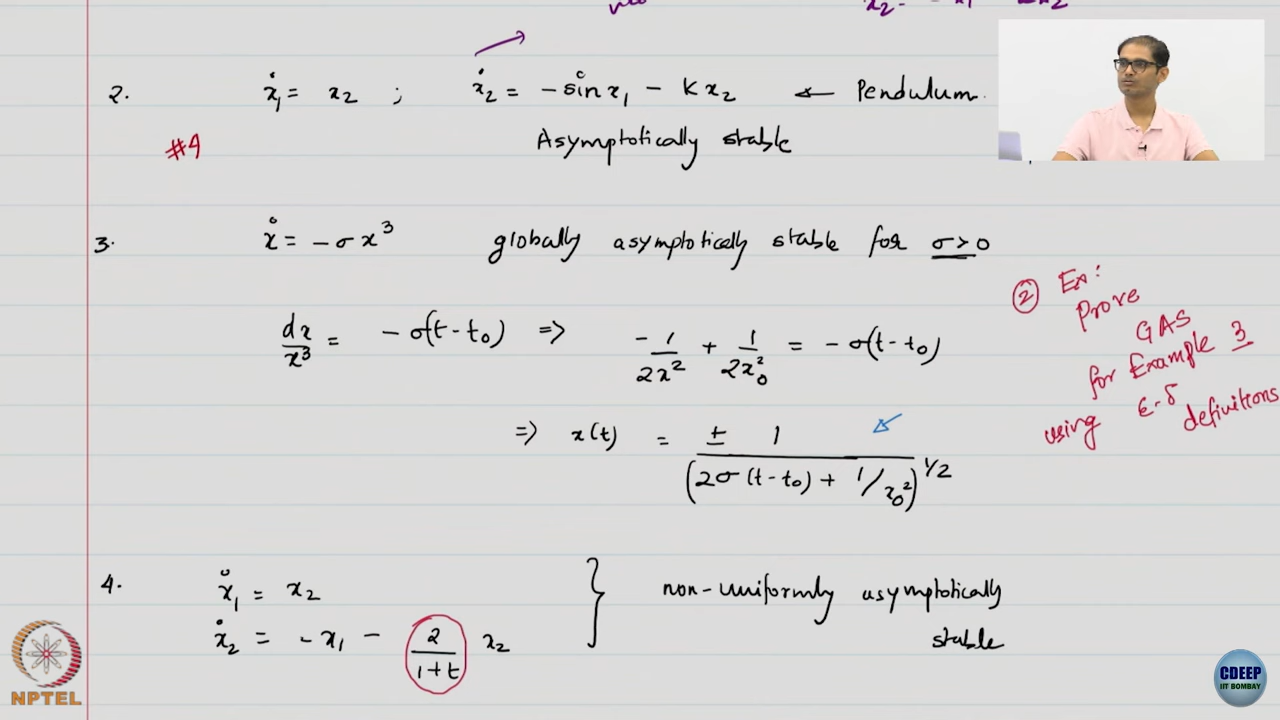 2. ẋ₁ = x₂ ; ẋ₂ = -sin x₁ - K x₂ ← Pendulum.
#4 Asymptotically stable
3. ẋ = -σ x³ globally asymptotically stable for σ>0
② Ex:
Prove
GAS
for Example 3
using ε-δ definitions
dx/x³ = -σ(t-t₀) => -1/2x² + 1/2x₀² = -σ(t-t₀)
=> x(t) = ± 1/(2σ(t-t₀) + 1/x₀²)^1/2
4. ẋ₁ = x₂
ẋ₂ = -x₁ - 2/1+t x₂
} non-uniformly asymptotically
stable
NPTEL
CDEEP
IIT BOMBAY